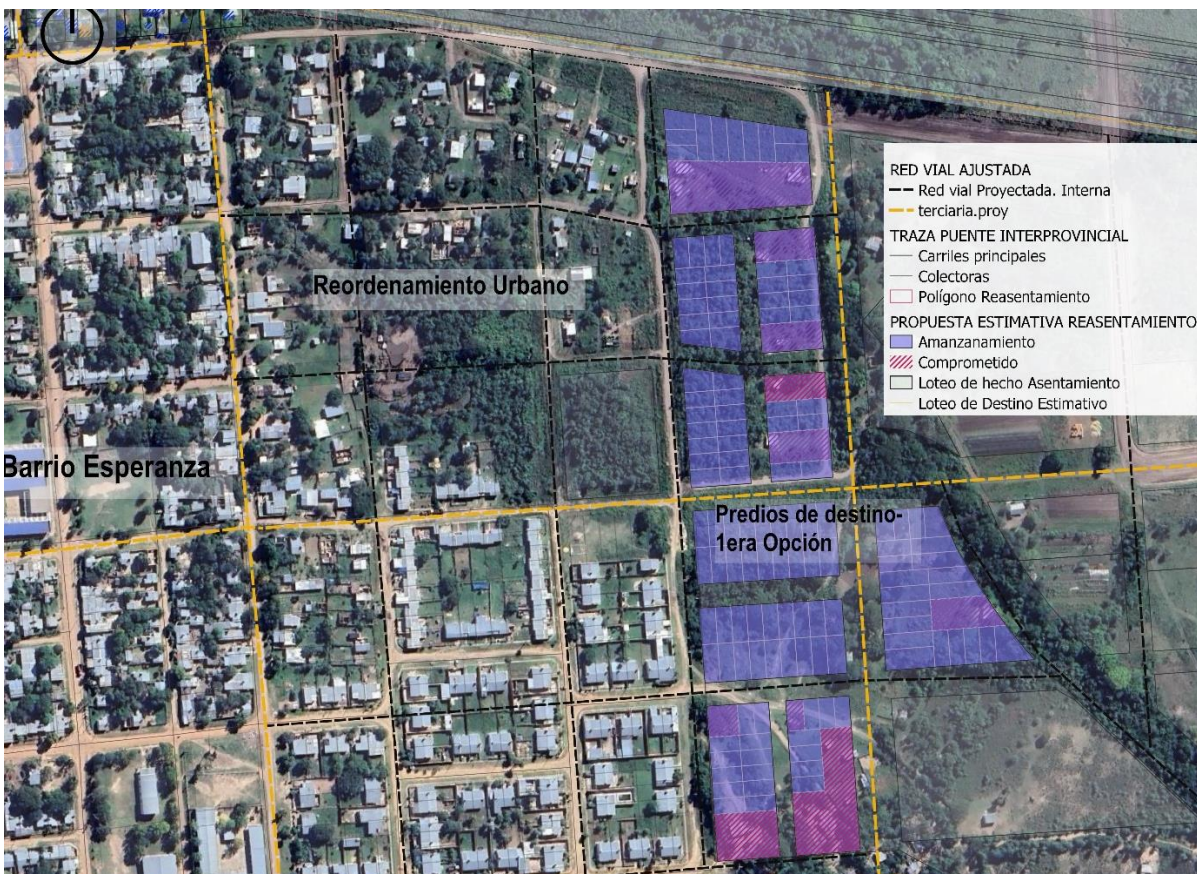 RED VIAL AJUSTADA
Red vial Proyectada. Interna
terciaria.proy
TRAZA PUENTE INTERPROVINCIAL
Carriles principales
Colectoras
Polígono Reasentamiento
PROPUESTA ESTIMATIVA REASENTAMIENTO
Amanzanamiento
Comprometido
Loteo de hecho Asentamiento
Loteo de Destino Estimativo
Reordenamiento Urbano
Barrio Esperanza
Predios de destino-
1era Opción